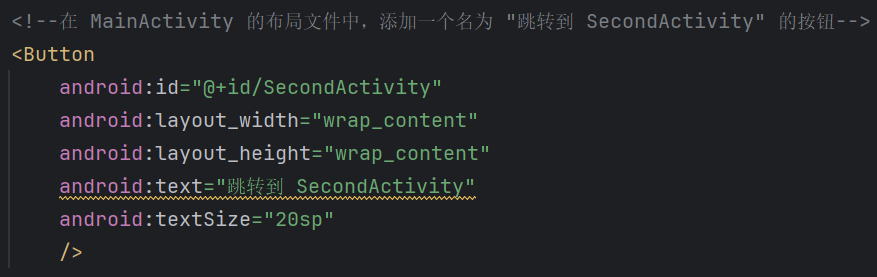 <!--在 MainActivity 的布局文件中，添加一个名为 "跳转到 SecondActivity" 的按钮-->
<Button
android:id="@+id/SecondActivity"
android:layout_width="wrap_content"
android:layout_height="wrap_content"
android:text="跳转到 SecondActivity"
android:textSize="20sp"
/>